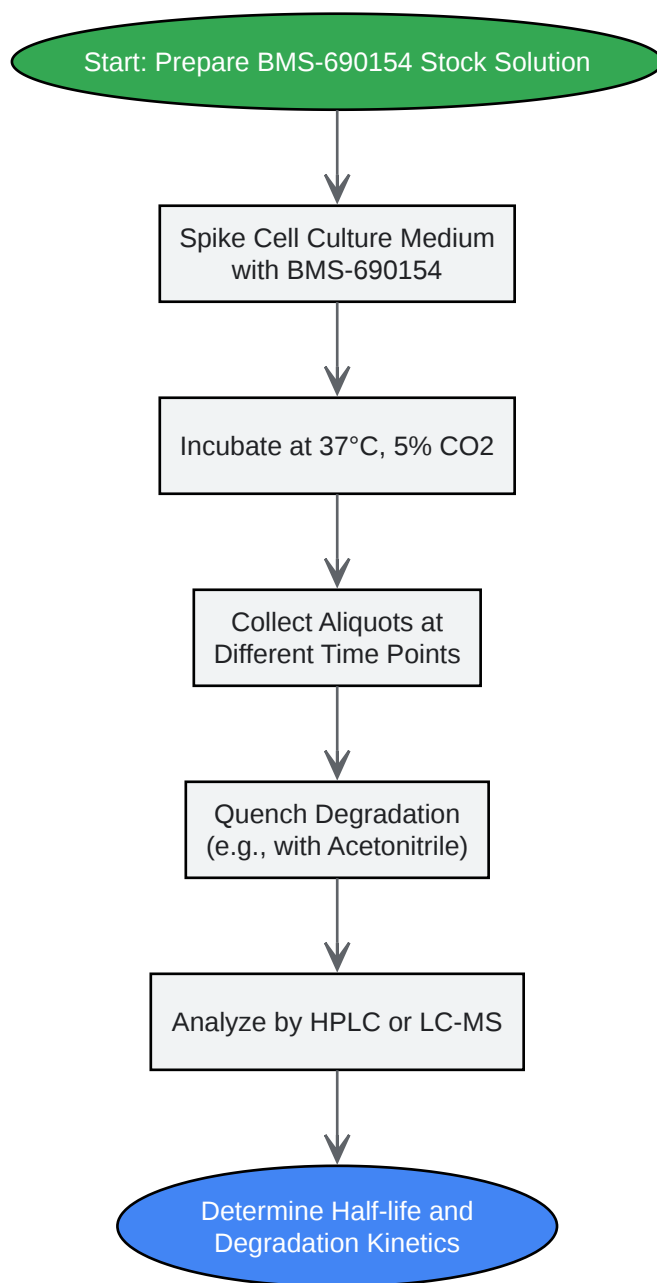 Start: Prepare BMS-690154 Stock Solution
Spike Cell Culture Medium
with BMS-690154
Incubate at 37°C, 5% CO2
Collect Aliquots at
Different Time Points
Quench Degradation
(e.g., with Acetonitrile)
Analyze by HPLC or LC-MS
Determine Half-life and
Degradation Kinetics